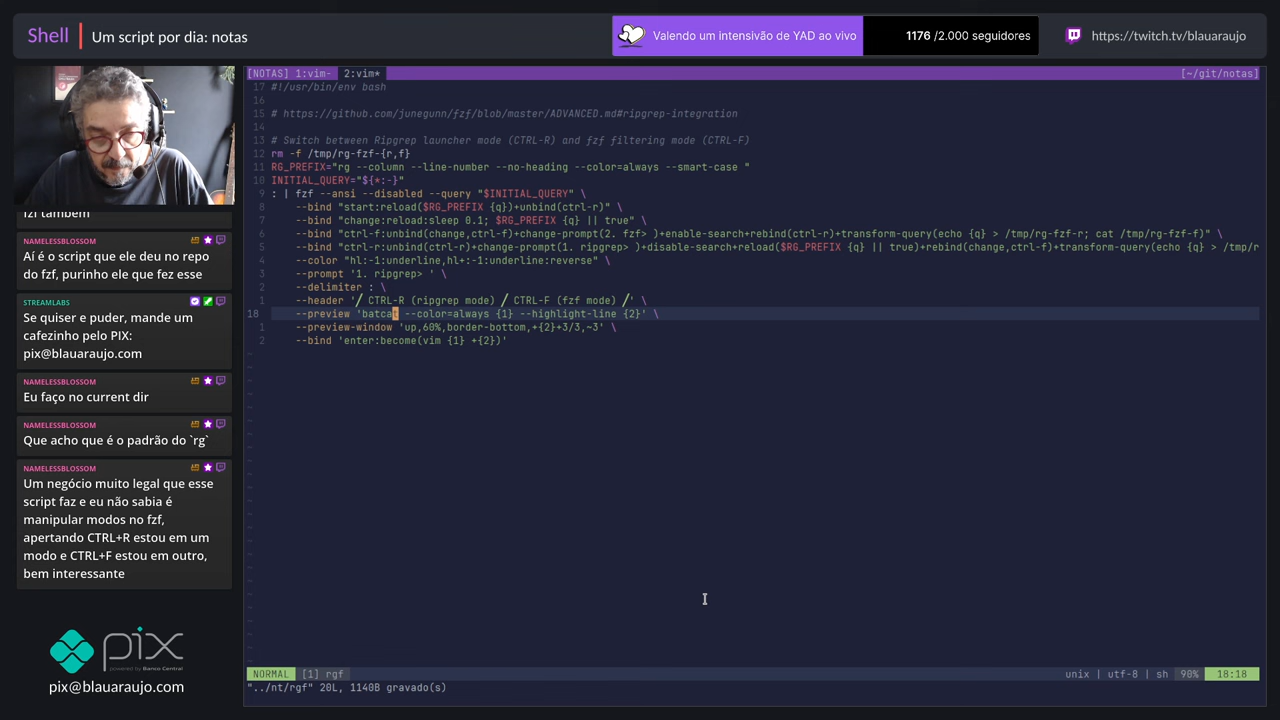 Shell
Um script por dia: notas
Valendo um intensivão de YAD ao vivo
1176 /2.000 seguidores
https://twitch.tv/blauaraujo
fzf também
NAMELESSBLOSSOM
Aí é o script que ele deu no repo
do fzf, purinho ele que fez esse
STREAMLABS
Se quiser e puder, mande um
cafezinho pelo PIX:
pix@blauaraujo.com
NAMELESSBLOSSOM
Eu faço no current dir
NAMELESSBLOSSOM
Que acho que é o padrão do `rg`
NAMELESSBLOSSOM
Um negócio muito legal que esse
script faz e eu não sabia é
manipular modos no fzf,
apertando CTRL+R estou em um
modo e CTRL+F estou em outro,
bem interessante
pix
powered by Banco Central
pix@blauaraujo.com
[NOTAS] 1:vim- 2:vim* [~/git/notas]
17 #!/usr/bin/env bash
16
15 # https://github.com/junegunn/fzf/blob/master/ADVANCED.md#ripgrep-integration
14
13 # Switch between Ripgrep launcher mode (CTRL-R) and fzf filtering mode (CTRL-F)
12 rm -f /tmp/rg-fzf-{r,f}
11 RG_PREFIX="rg --column --line-number --no-heading --color=always --smart-case "
10 INITIAL_QUERY="${*:-}"
9 : | fzf --ansi --disabled --query "$INITIAL_QUERY" \
8 --bind "start:reload($RG_PREFIX {q})+unbind(ctrl-r)" \
7 --bind "change:reload:sleep 0.1; $RG_PREFIX {q} || true" \
6 --bind "ctrl-f:unbind(change,ctrl-f)+change-prompt(2. fzf> )+enable-search+rebind(ctrl-r)+transform-query(echo {q} > /tmp/rg-fzf-r; cat /tmp/rg-fzf-f)" \
5 --bind "ctrl-r:unbind(ctrl-r)+change-prompt(1. ripgrep> )+disable-search+reload($RG_PREFIX {q} || true)+rebind(change,ctrl-f)+transform-query(echo {q} > /tmp/r
4 --color "hl:-1:underline,hl+:-1:underline:reverse" \
3 --prompt '1. ripgrep> ' \
2 --delimiter : \
1 --header '╱ CTRL-R (ripgrep mode) ╱ CTRL-F (fzf mode) ╱' \
18 --preview 'batcat --color=always {1} --highlight-line {2}' \
1 --preview-window 'up,60%,border-bottom,+{2}+3/3,~3' \
2 --bind 'enter:become(vim {1} +{2})'
NORMAL [1] rgf unix | utf-8 | sh 90% 18:18
"../nt/rgf" 20L, 1140B gravado(s)